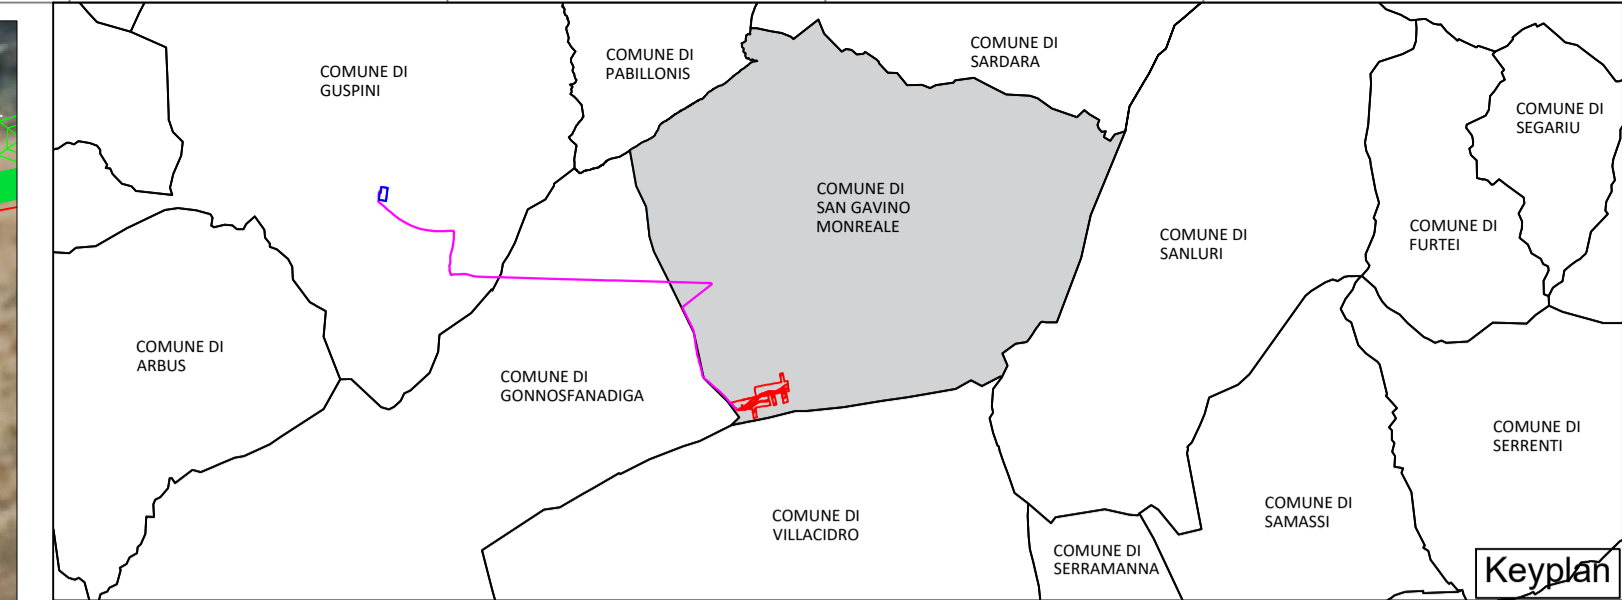 COMUNE DI
GUSPINI
COMUNE DI
PABILLONIS
COMUNE DI
SARDARA
COMUNE DI
SEGARIU
COMUNE DI
SAN GAVINO
MONREALE
COMUNE DI
SANLURI
COMUNE DI
FURTEI
COMUNE DI
ARBUS
COMUNE DI
GONNOSFANADIGA
COMUNE DI
SERRENTI
COMUNE DI
VILLACIDRO
COMUNE DI
SAMASSI
COMUNE DI
SERRAMANNA
Keyplan